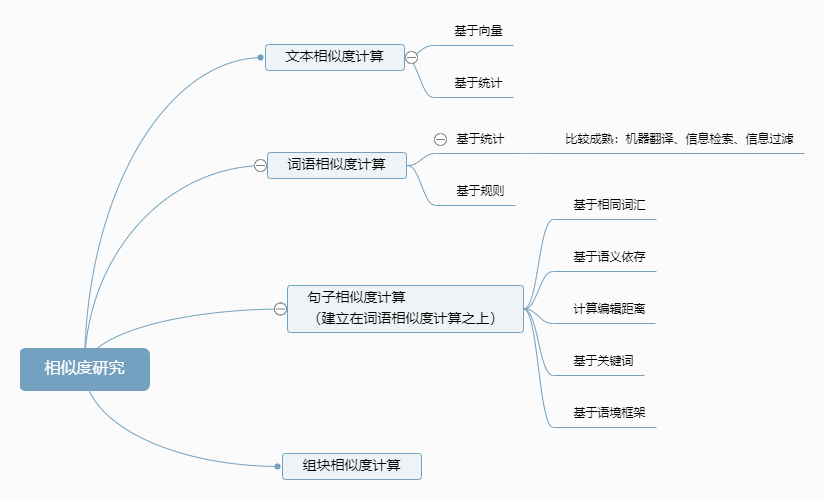 文本相似度计算
基于向量
基于统计
词语相似度计算
基于统计
比较成熟：机器翻译、信息检索、信息过滤
基于规则
句子相似度计算
（建立在词语相似度计算之上）
基于相同词汇
基于语义依存
计算编辑距离
基于关键词
基于语境框架
相似度研究
组块相似度计算